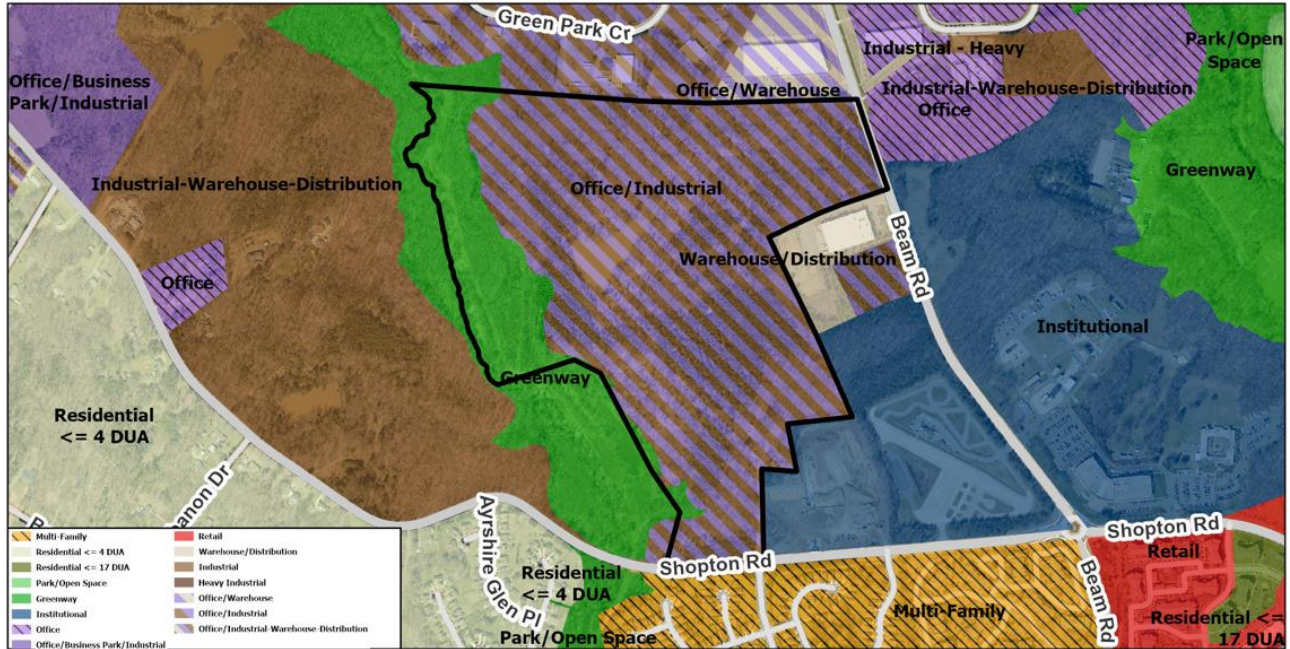 Green Park Cr
Park/Open
Space
Industrial - Heavy
Office/Business
Park/Industrial
Office/Warehouse
Industrial-Warehouse-Distribution
Office
Greenway
Industrial-Warehouse-Distribution
Office/Industrial
Beam Rd
Warehouse/Distribution
Office
Institutional
Greenway
Residential
<= 4 DUA
anon Dr
Ayrshire Glen Pl
Shopton Rd
Shopton Rd
Retail
Residential
<= 4 DUA
Multi-Family
Beam Rd
Residential <=
17 DUA
Park/Open Space
Multi-Family
Residential <= 4 DUA
Residential <= 17 DUA
Park/Open Space
Greenway
Institutional
Office
Office/Business Park/Industrial
Retail
Warehouse/Distribution
Industrial
Heavy Industrial
Office/Warehouse
Office/Industrial
Office/Industrial-Warehouse-Distribution